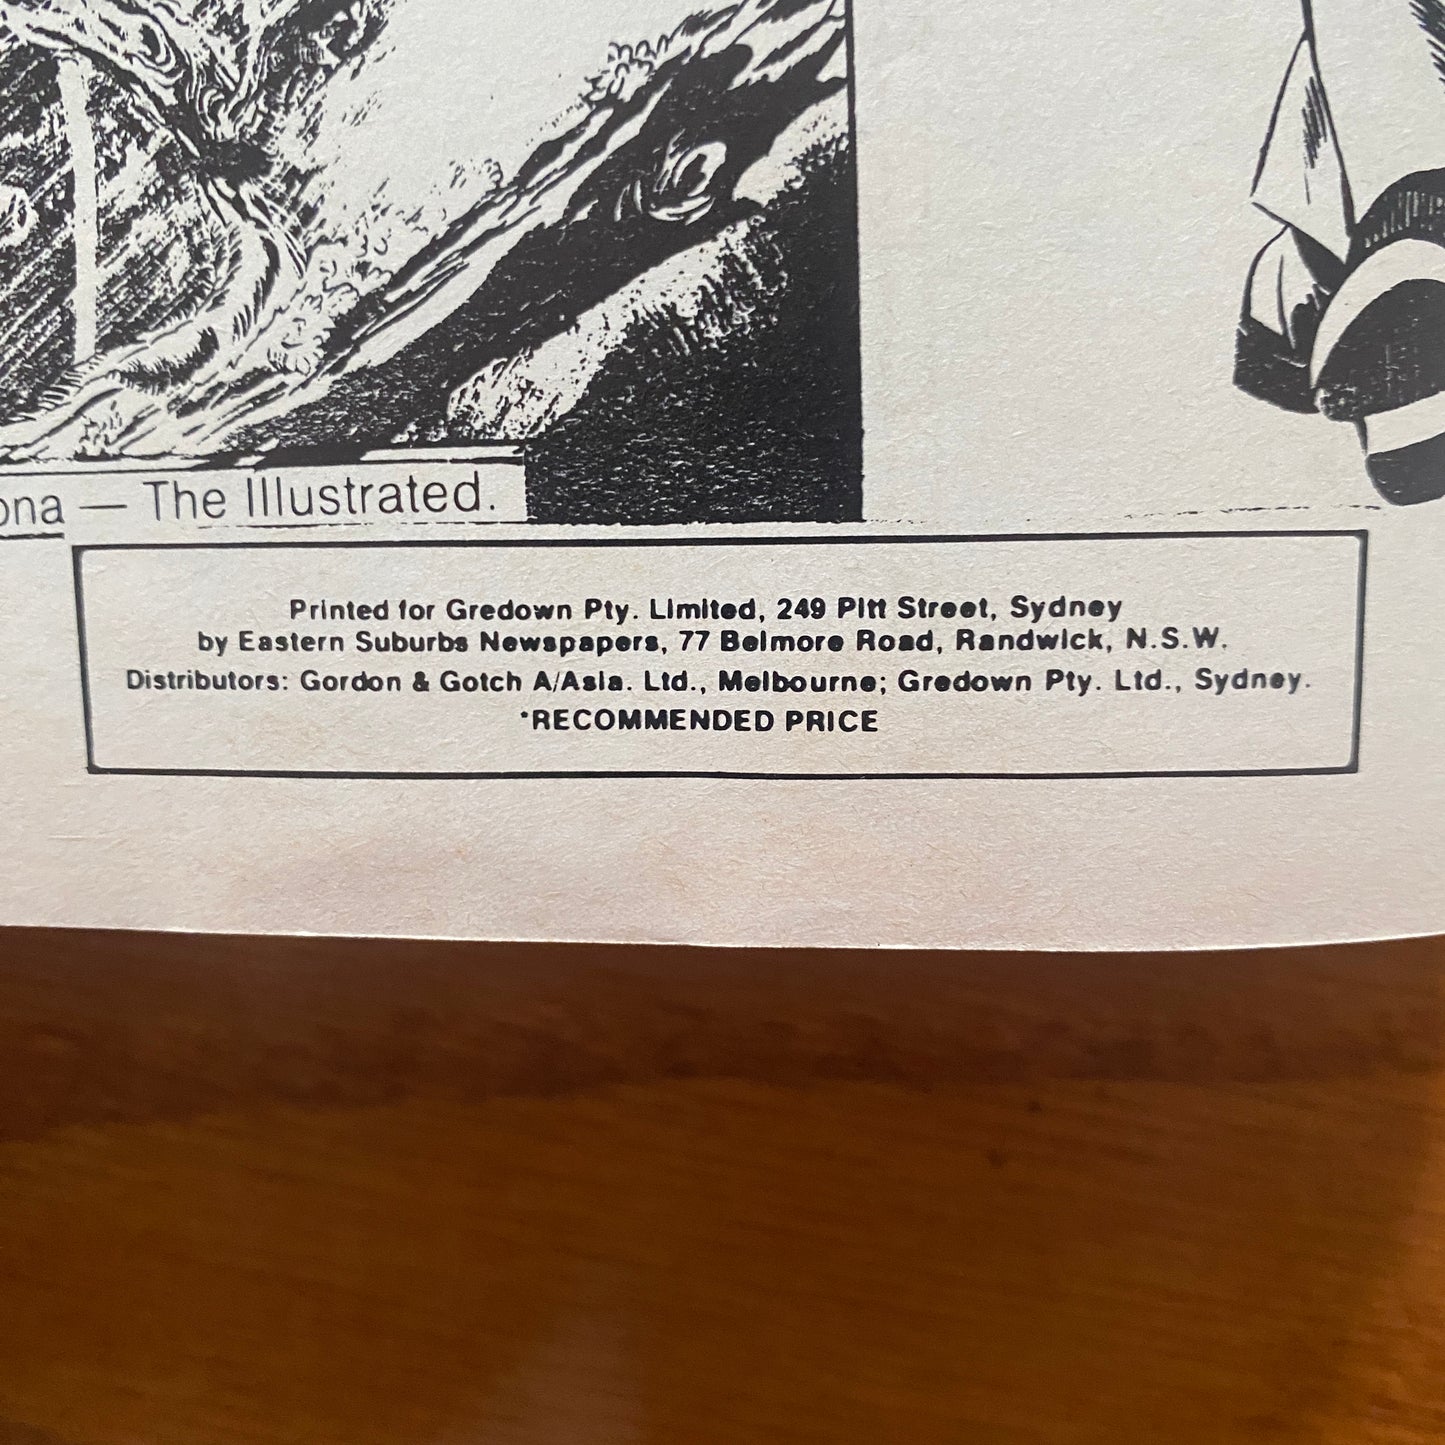 ona — The Illustrated.
Printed for Gredown Pty. Limited, 249 Pitt Street, Sydney
by Eastern Suburbs Newspapers, 77 Belmore Road, Randwick, N.S.W.
Distributors: Gordon & Gotch A/Asia. Ltd., Melbourne; Gredown Pty. Ltd., Sydney.
*RECOMMENDED PRICE